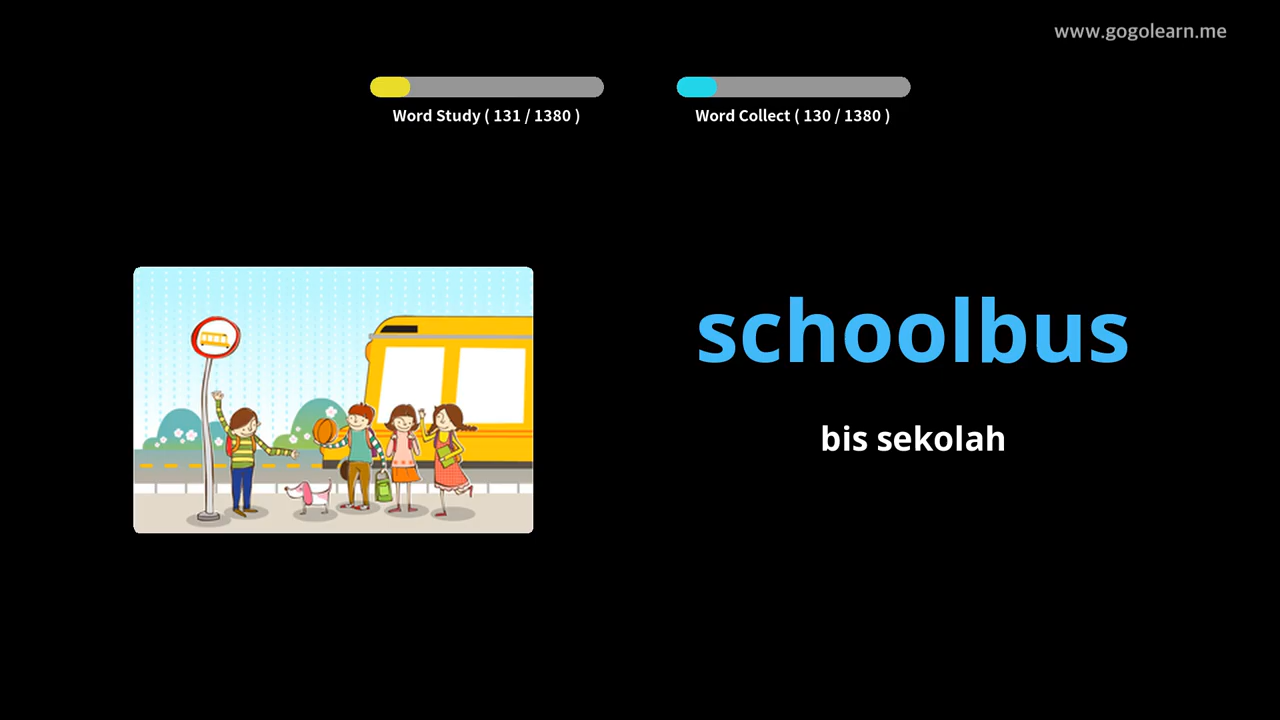 www.gogolearn.me
Word Study ( 131 / 1380 )
Word Collect ( 130 / 1380 )
schoolbus
bis sekolah